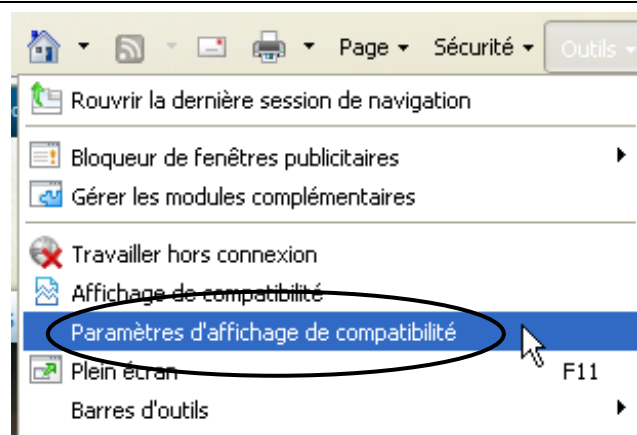 Page Sécurité Outils
Rouvrir la dernière session de navigation
Bloqueur de fenêtres publicitaires
Gérer les modules complémentaires
Travailler hors connexion
Affichage de compatibilité
Paramètres d'affichage de compatibilité
Plein écran F11
Barres d'outils